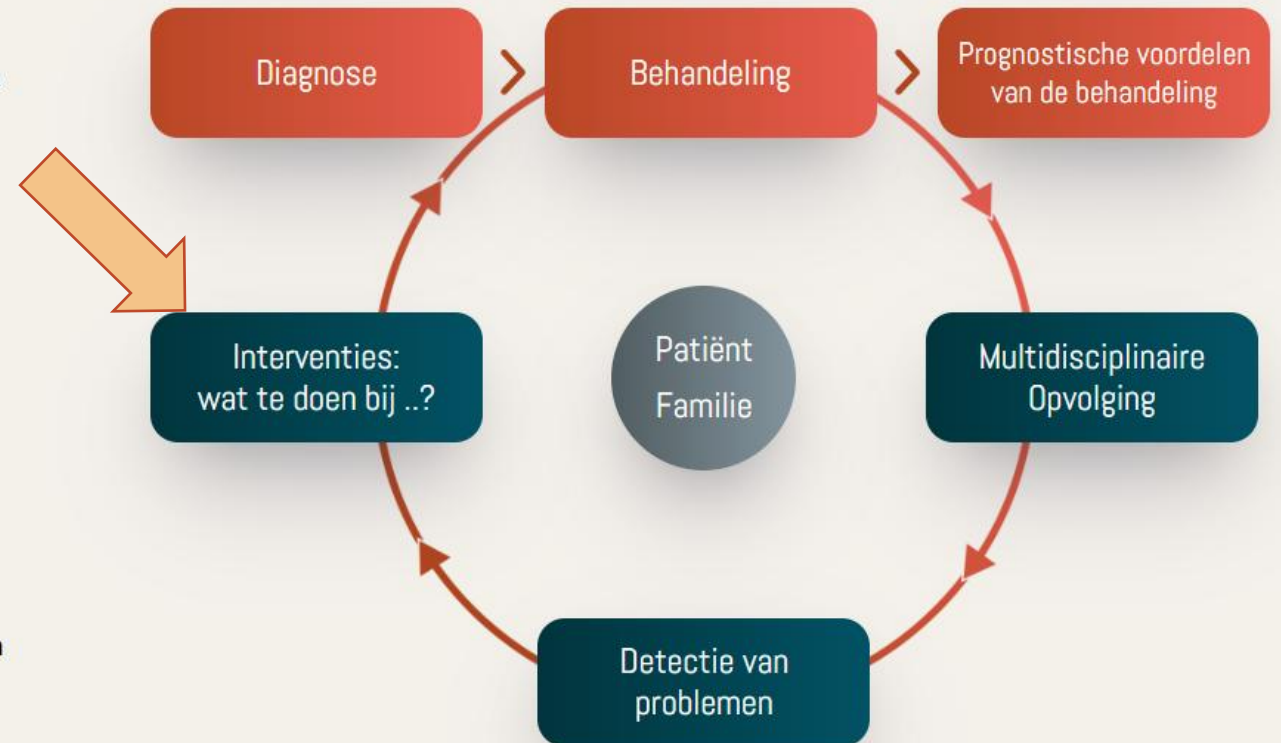 Diagnose
Behandeling
Prognostische voordelen
van de behandeling
Interventies:
wat te doen bij ..?
Patiënt
Familie
Multidisciplinaire
Opvolging
Detectie van
problemen